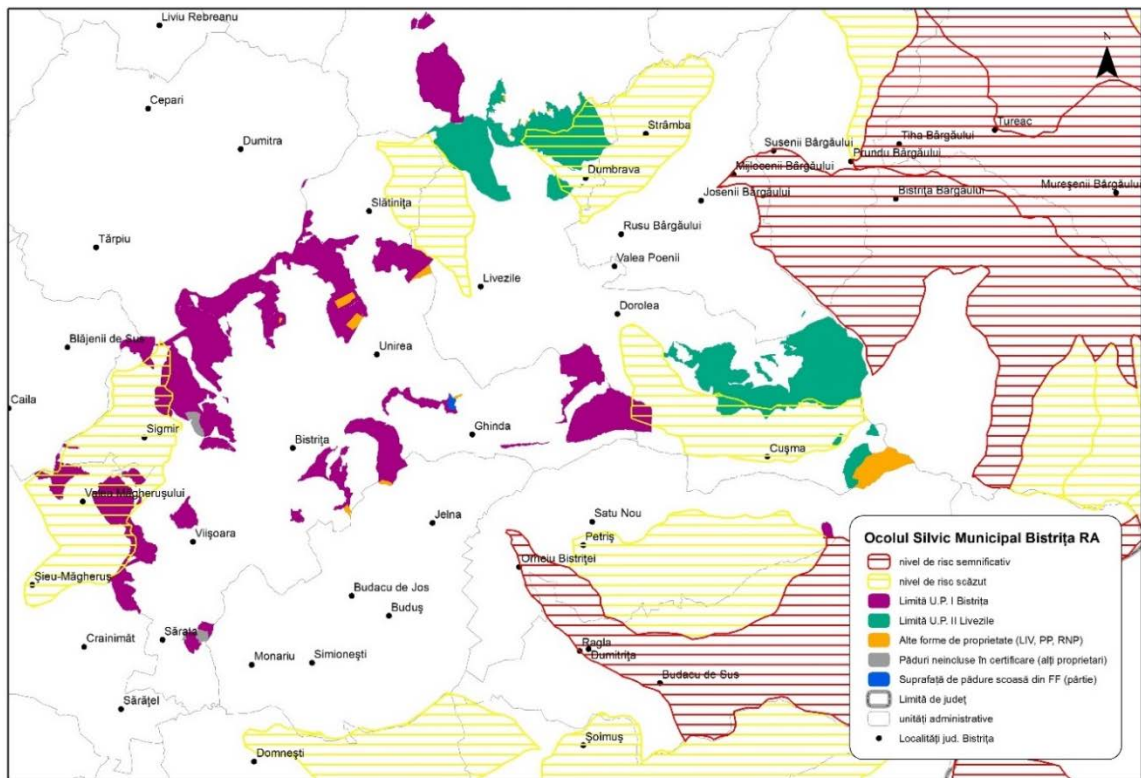 Liviu Rebreanu
N
Cepari
Tureac
Strâmba
Dumitra
Tiha Bârgăului
Susenii Bârgăului
Prundu Bârgăului
Mijlocenii Bârgăului
Dumbrava
Mureșenii Bârgăului
Bistrița Bârgăului
Josenii Bârgăului
Slătinița
Rusu Bârgăului
Tărpiu
Valea Poenii
Livezile
Dorolea
Blăjenii de Sus
Unirea
Caila
Sigmir
Ghinda
Bistrița
Cușma
Valea Măgherușului
Satu Nou
Jelna
Viișoara
Petriș
Orheiu Bistriței
Șieu-Măgheruș
Budacu de Jos
Buduș
Sărata
Crainimăt
Ragla
Dumitrița
Monariu
Simionești
Budacu de Sus
Sărățel
Șoimuș
Domnești
Ocolul Silvic Municipal Bistrița RA
nivel de risc semnificativ
nivel de risc scăzut
Limită U.P. I Bistrița
Limită U.P. II Livezile
Alte forme de proprietate (LIV, PP, RNP)
Păduri neincluse în certificare (alți proprietari)
Suprafață de pădure scoasă din FF (pârtie)
Limită de județ
unități administrative
Localități jud. Bistrița